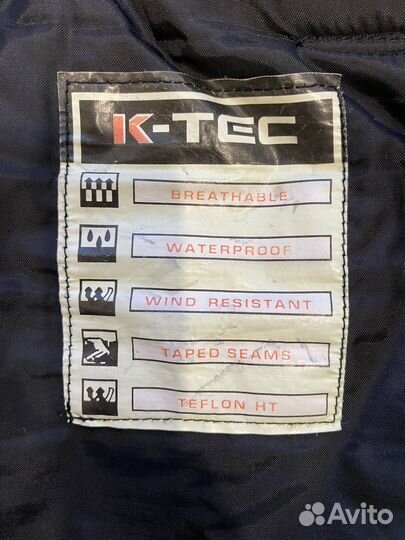 K-TEC
BREATHABLE
WATERPROOF
WIND RESISTANT
TAPED SEAMS
TEFLON HT
Avito